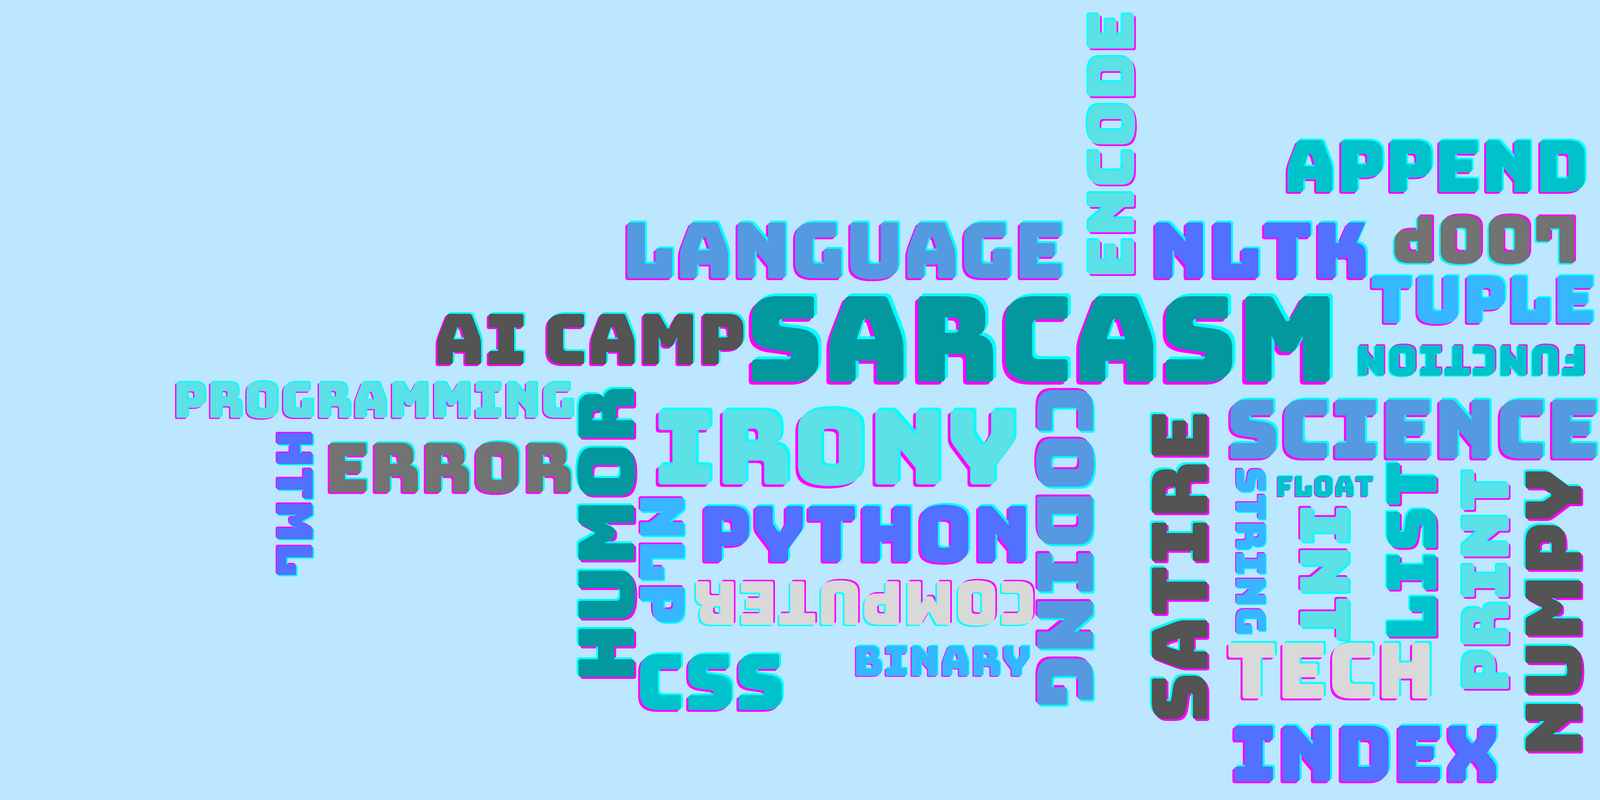 ENCODE
APPEND
LOOP
LANGUAGE
NLTK
TUPLE
SARCASM
AI CAMP
FUNCTION
PROGRAMMING
HUMOR
CODING
SCIENCE
IRONY
SATIRE
HTML
ERROR
STRING
FLOAT
LIST
PRINT
NUMPY
NLP
PYTHON
INT
COMPUTER
BINARY
TECH
CSS
INDEX